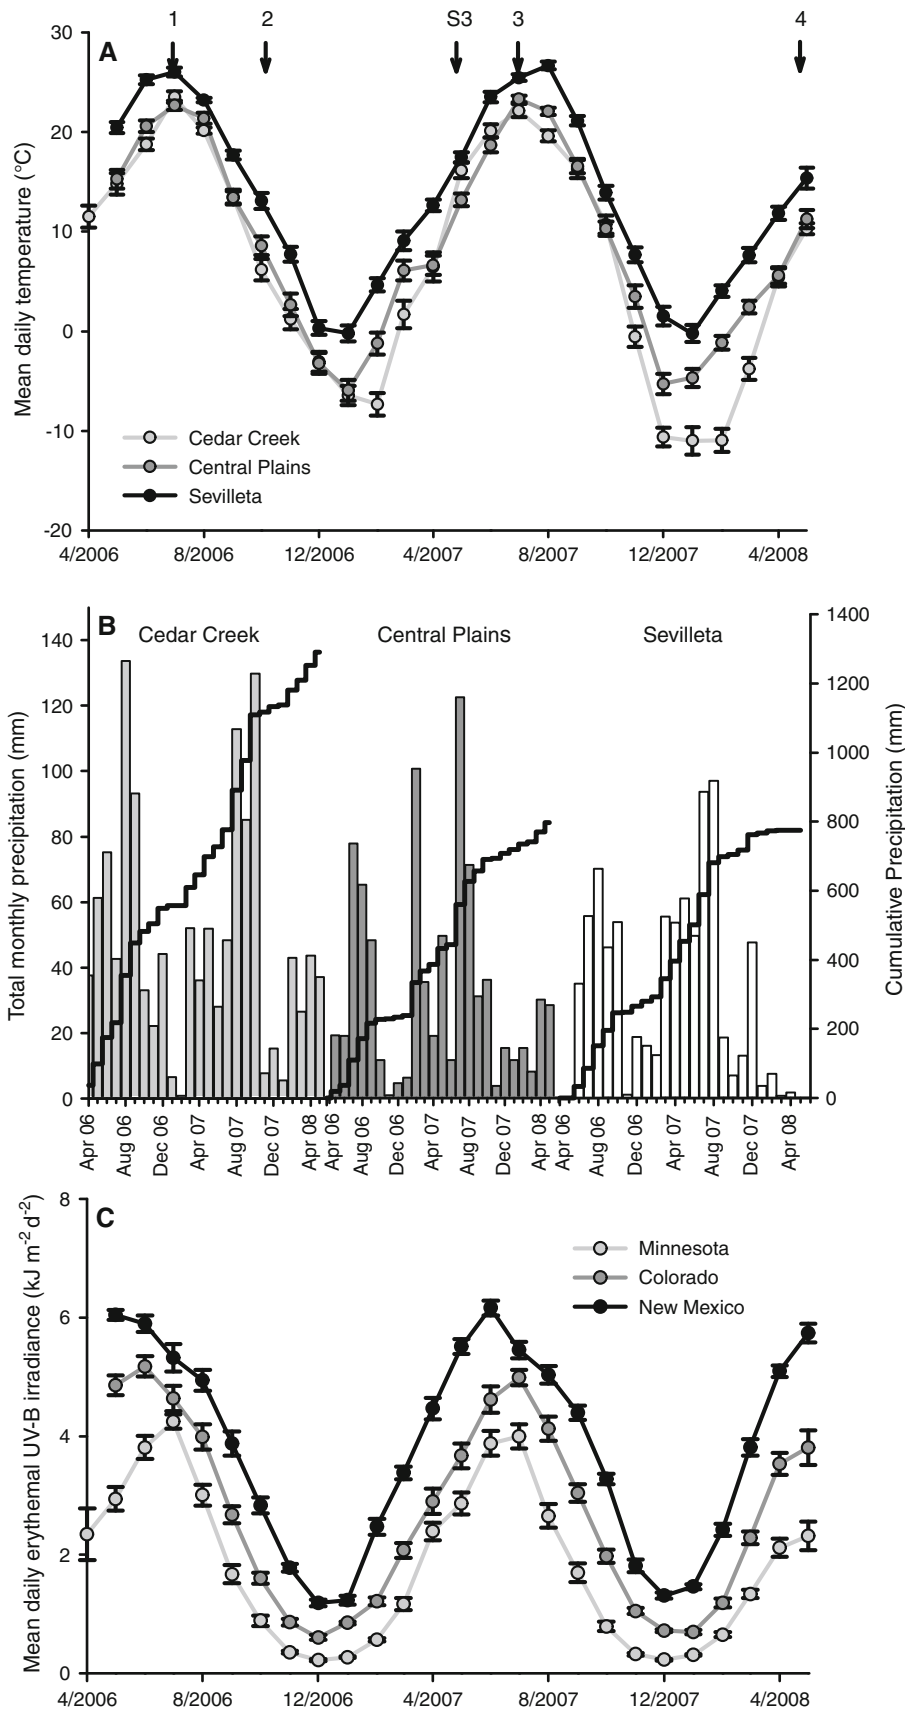 1 2 S3 3 4
A
30
20
10
0
-10
-20
Mean daily temperature (°C)
Cedar Creek
Central Plains
Sevilleta
4/2006 8/2006 12/2006 4/2007 8/2007 12/2007 4/2008
B
Cedar Creek Central Plains Sevilleta
140
120
100
80
60
40
20
0
Total monthly precipitation (mm)
1400
1200
1000
800
600
400
200
0
Cumulative Precipitation (mm)
Apr 06 Aug 06 Dec 06 Apr 07 Aug 07 Dec 07 Apr 08 Apr 06 Aug 06 Dec 06 Apr 07 Aug 07 Dec 07 Apr 08 Apr 06 Aug 06 Dec 06 Apr 07 Aug 07 Dec 07 Apr 08
C
8
6
4
2
0
Mean daily erythemal UV-B irradiance (kJ m-2 d-2)
Minnesota
Colorado
New Mexico
4/2006 8/2006 12/2006 4/2007 8/2007 12/2007 4/2008